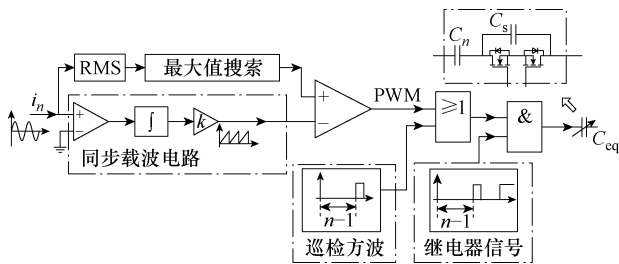 C_n
C_s
RMS
最大值搜索
i_n
+
−
∫
k
同步载波电路
+
−
PWM
≥1
&
C_eq
n−1
巡检方波
n−1
继电器信号